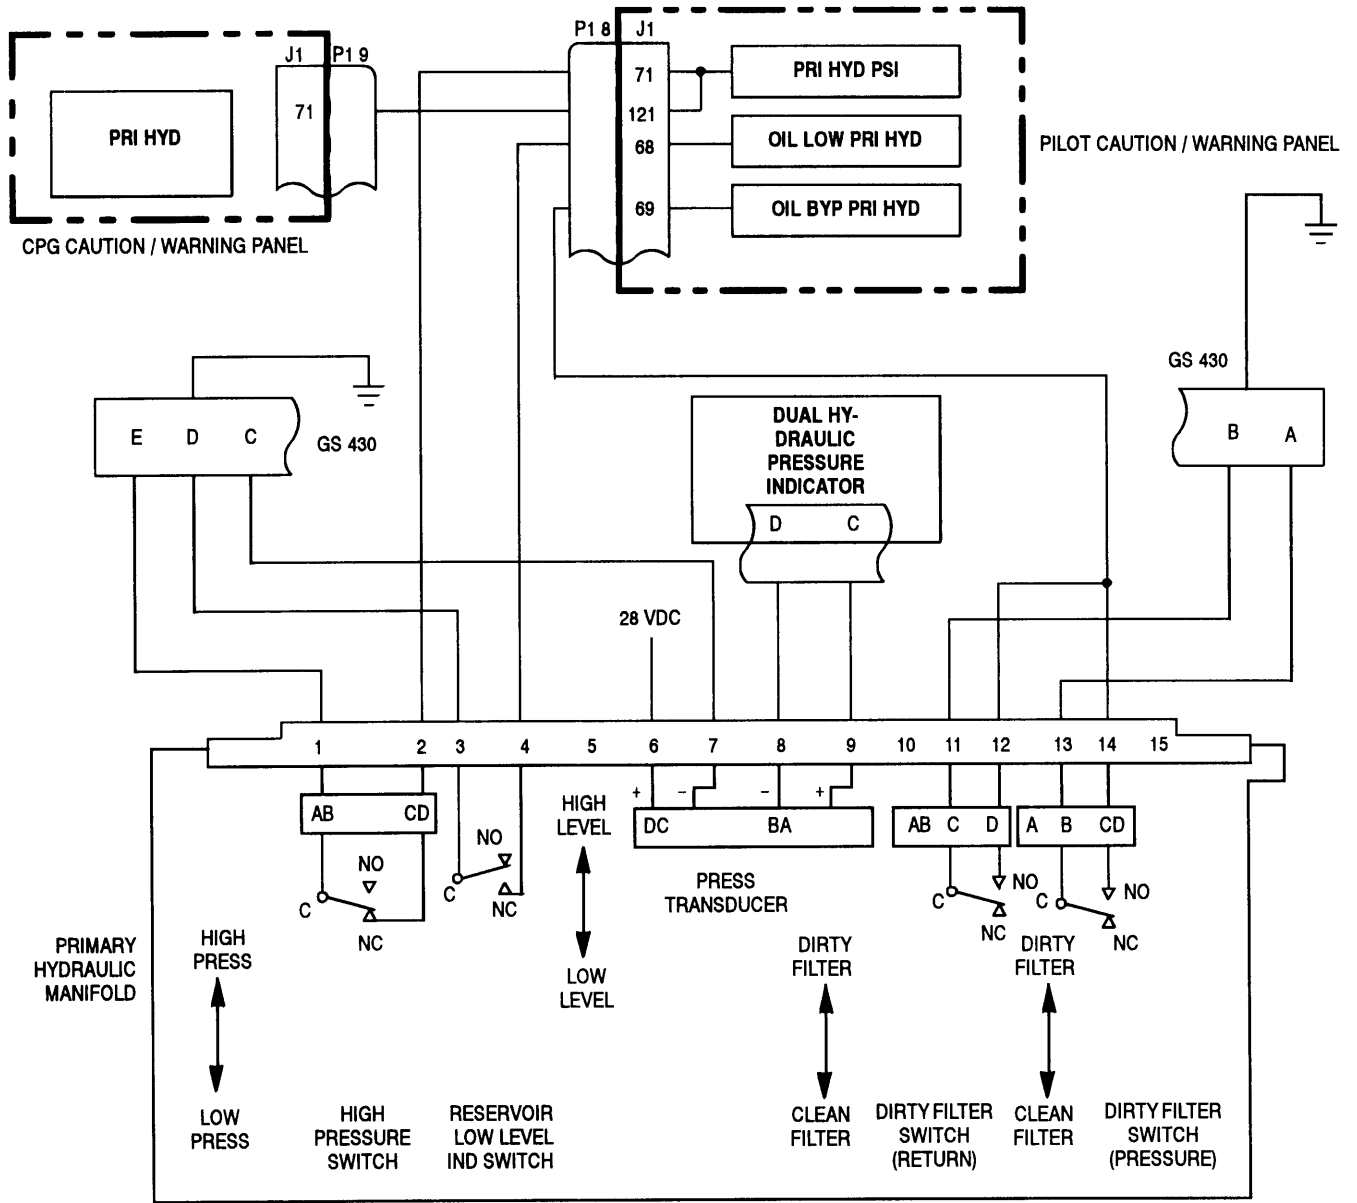 P18 J1
J1 P19
71
PRI HYD PSI
121
68
OIL LOW PRI HYD
69
OIL BYP PRI HYD
PILOT CAUTION / WARNING PANEL
71
PRI HYD
CPG CAUTION / WARNING PANEL
GS 430
E D C
GS 430
B A
DUAL HY-
DRAULIC
PRESSURE
INDICATOR
D C
28 VDC
1 2 3 4 5 6 7 8 9 10 11 12 13 14 15
+ – – +
AB CD
DC BA
AB C D
A B CD
HIGH
LEVEL
LOW
LEVEL
NO
C
NC
NO
C
NC
PRESS
TRANSDUCER
NO
C
NC
NO
C
NC
PRIMARY
HYDRAULIC
MANIFOLD
HIGH
PRESS
LOW
PRESS
HIGH
PRESSURE
SWITCH
RESERVOIR
LOW LEVEL
IND SWITCH
DIRTY
FILTER
CLEAN
FILTER
DIRTY FILTER
SWITCH
(RETURN)
DIRTY
FILTER
CLEAN
FILTER
DIRTY FILTER
SWITCH
(PRESSURE)